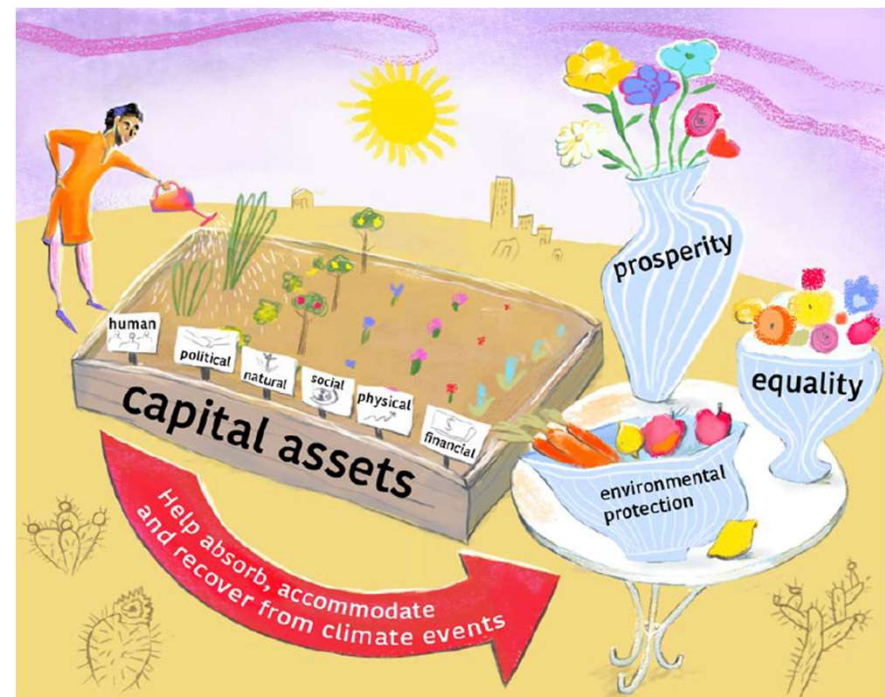 prosperity
equality
environmental
protection
human
political
natural
social
physical
financial
capital assets
Help absorb, accommodate
and recover from climate events